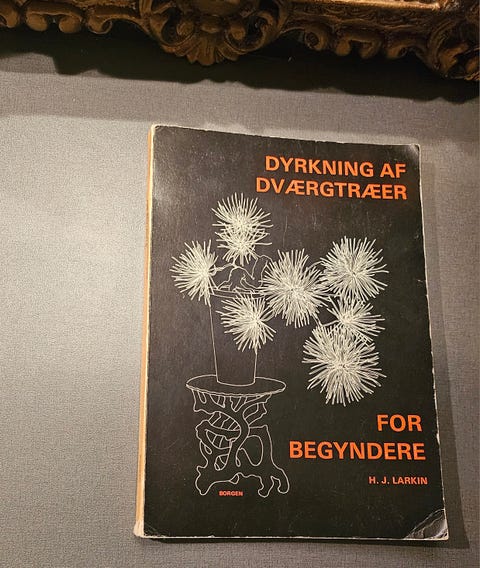 DYRKNING AF
DVÆRGTRÆER
FOR
BEGYNDERE
H. J. LARKIN
BORGEN